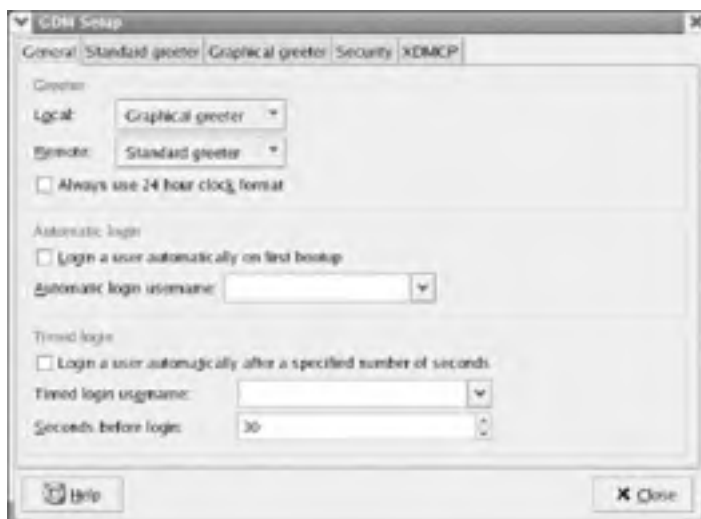 GDM Setup
General Standard greeter Graphical greeter Security XDMCP
Greeter
Local: Graphical greeter
Remote: Standard greeter
Always use 24 hour clock format
Automatic login
Login a user automatically on first bootup
Automatic login username:
Timed login
Login a user automatically after a specified number of seconds
Timed login username:
Seconds before login: 30
Help Close